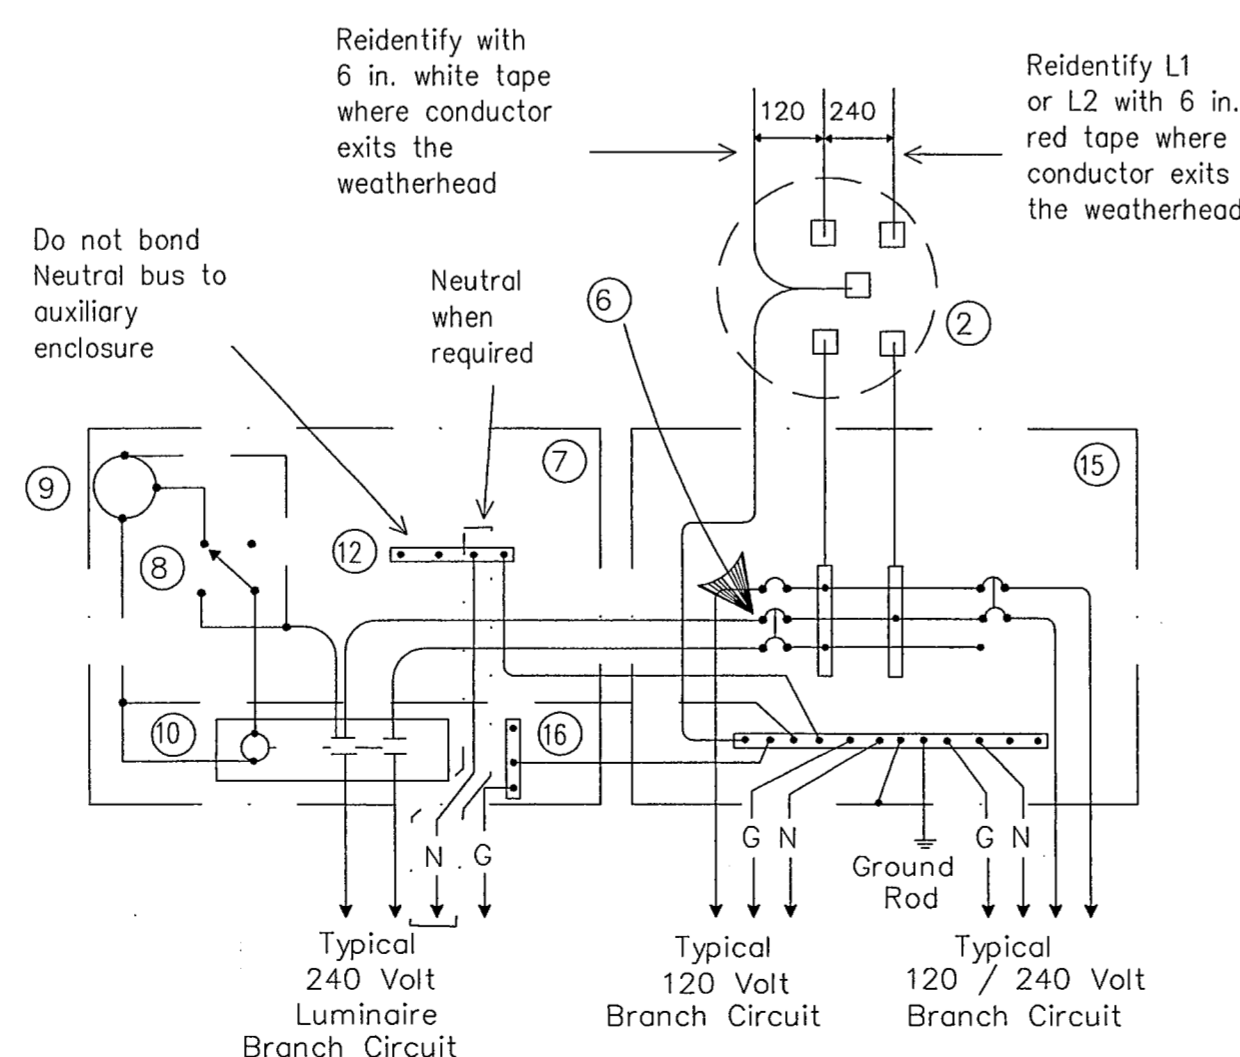 Reidentify with
6 in. white tape
where conductor
exits the
weatherhead
Reidentify L1
or L2 with 6 in.
red tape where
conductor exits
the weatherhead
120
240
Do not bond
Neutral bus to
auxiliary
enclosure
Neutral
when
required
6
2
9
7
15
8
12
10
16
N
G
G
N
G
N
Ground
Rod
Typical
240 Volt
Luminaire
Branch Circuit
Typical
120 Volt
Branch Circuit
Typical
120 / 240 Volt
Branch Circuit